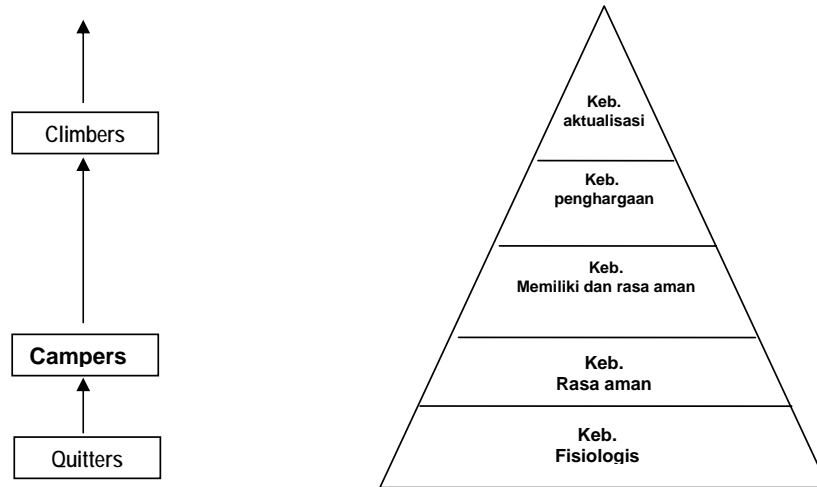 Climbers
Campers
Quitters
Keb.
aktualisasi
Keb.
penghargaan
Keb.
Memiliki dan rasa aman
Keb.
Rasa aman
Keb.
Fisiologis